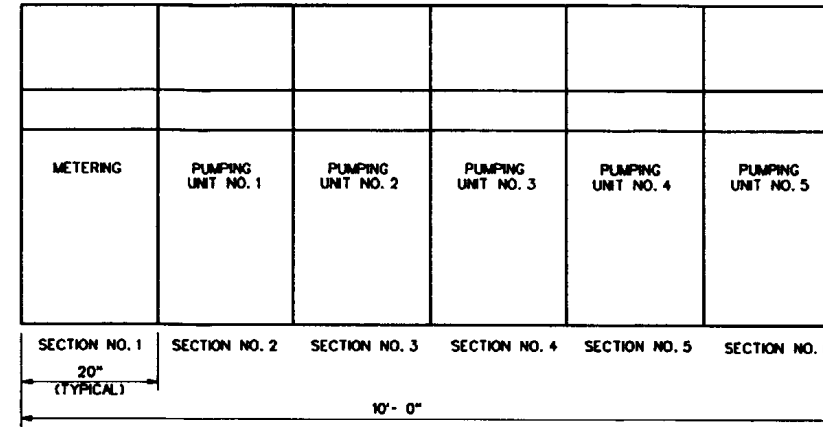 METERING
PUMPING
UNIT NO. 1
PUMPING
UNIT NO. 2
PUMPING
UNIT NO. 3
PUMPING
UNIT NO. 4
PUMPING
UNIT NO. 5
SECTION NO. 1
SECTION NO. 2
SECTION NO. 3
SECTION NO. 4
SECTION NO. 5
SECTION NO.
20"
(TYPICAL)
10'- 0"